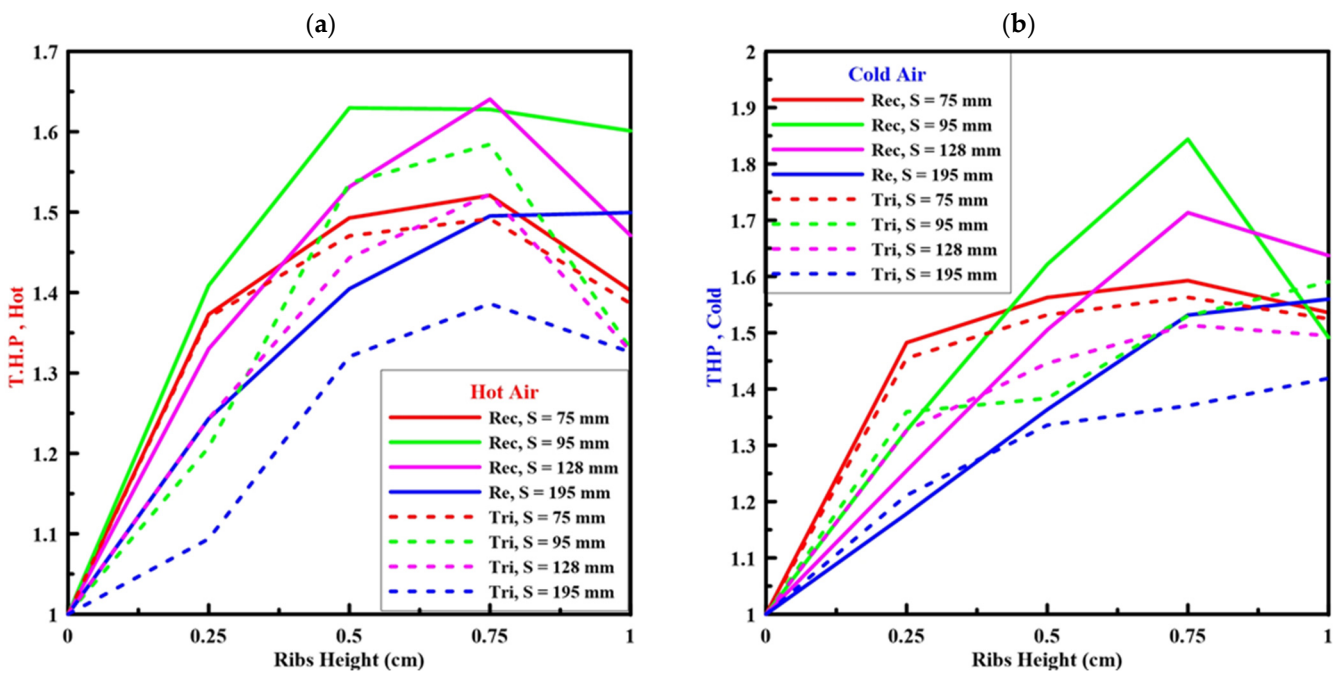 (a)
1.7
1.6
1.5
1.4
1.3
1.2
1.1
1
T.H.P , Hot
Hot Air
Rec, S = 75 mm
Rec, S = 95 mm
Rec, S = 128 mm
Re, S = 195 mm
Tri, S = 75 mm
Tri, S = 95 mm
Tri, S = 128 mm
Tri, S = 195 mm
0 0.25 0.5 0.75 1
Ribs Height (cm)
(b)
2
1.9
1.8
1.7
1.6
1.5
1.4
1.3
1.2
1.1
1
THP , Cold
Cold Air
Rec, S = 75 mm
Rec, S = 95 mm
Rec, S = 128 mm
Re, S = 195 mm
Tri, S = 75 mm
Tri, S = 95 mm
Tri, S = 128 mm
Tri, S = 195 mm
0 0.25 0.5 0.75 1
Ribs Height (cm)